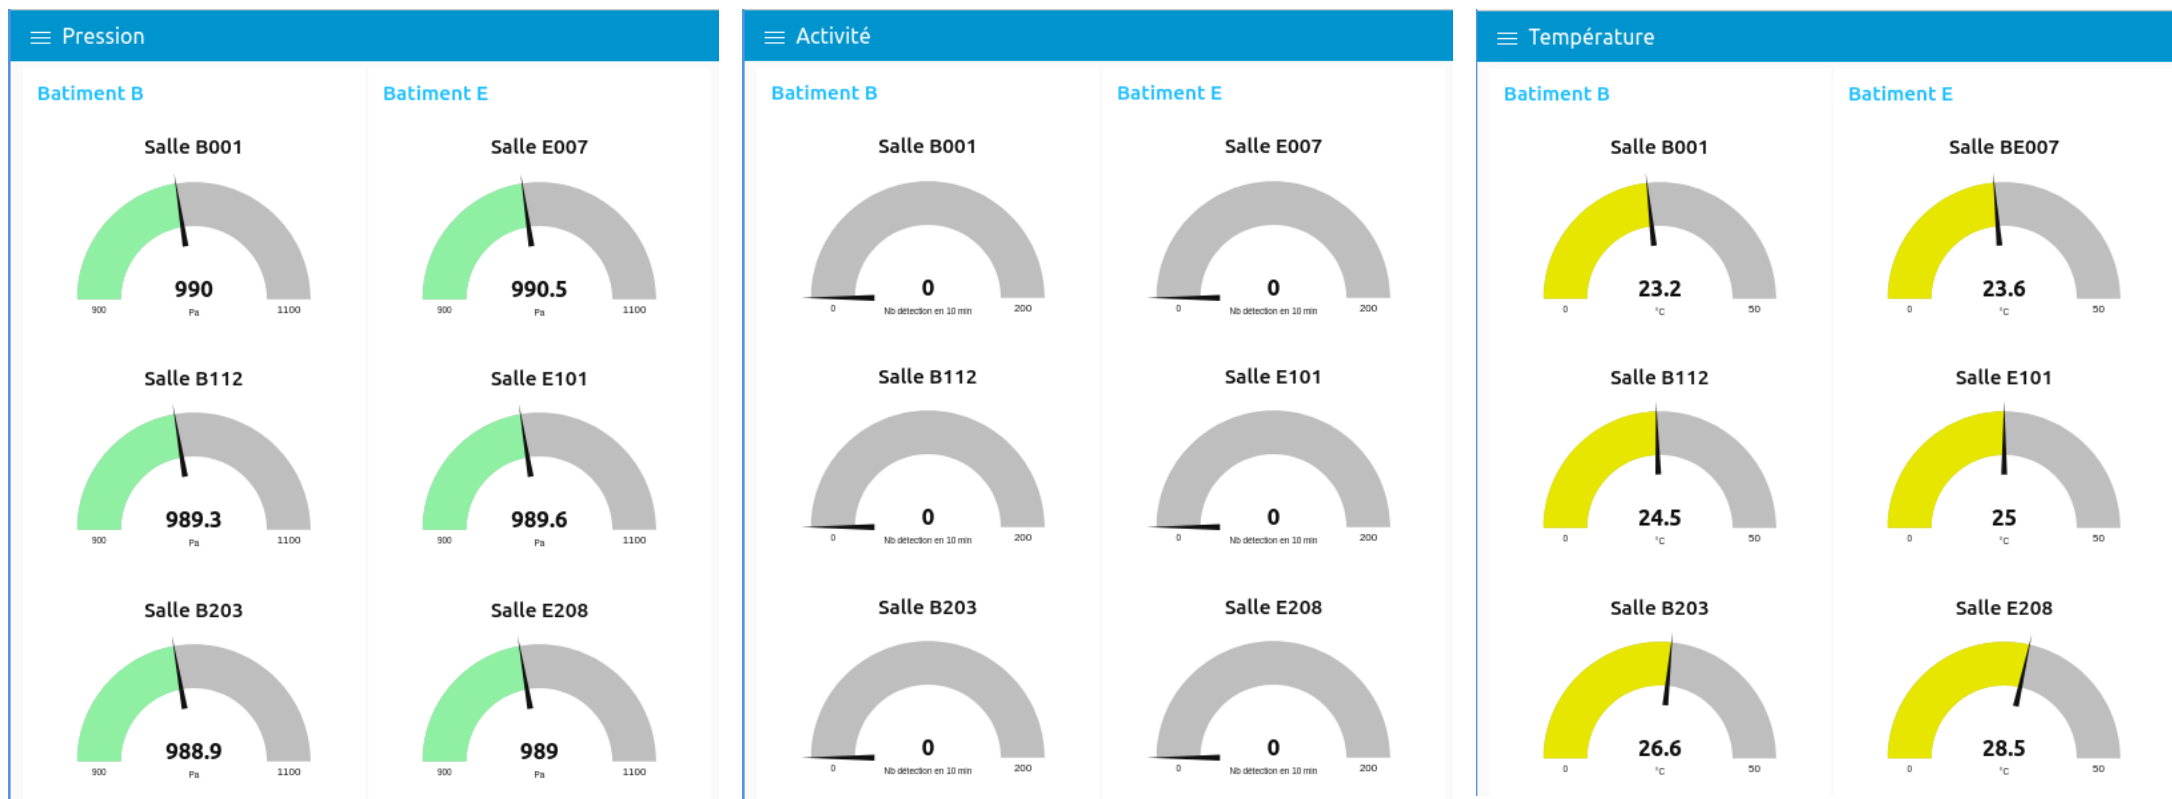 Pression
Batiment B
Batiment E
Salle B001
Salle E007
990
990.5
900
Pa
1100
900
Pa
1100
Salle B112
Salle E101
989.3
989.6
900
Pa
1100
900
Pa
1100
Salle B203
Salle E208
988.9
989
900
Pa
1100
900
Pa
1100
Activité
Batiment B
Batiment E
Salle B001
Salle E007
0
0
0
Nb détection en 10 min
200
0
Nb détection en 10 min
200
Salle B112
Salle E101
0
0
0
Nb détection en 10 min
200
0
Nb détection en 10 min
200
Salle B203
Salle E208
0
0
0
Nb détection en 10 min
200
0
Nb détection en 10 min
200
Température
Batiment B
Batiment E
Salle B001
Salle BE007
23.2
23.6
0
°C
50
0
°C
50
Salle B112
Salle E101
24.5
25
0
°C
50
0
°C
50
Salle B203
Salle E208
26.6
28.5
0
°C
50
0
°C
50